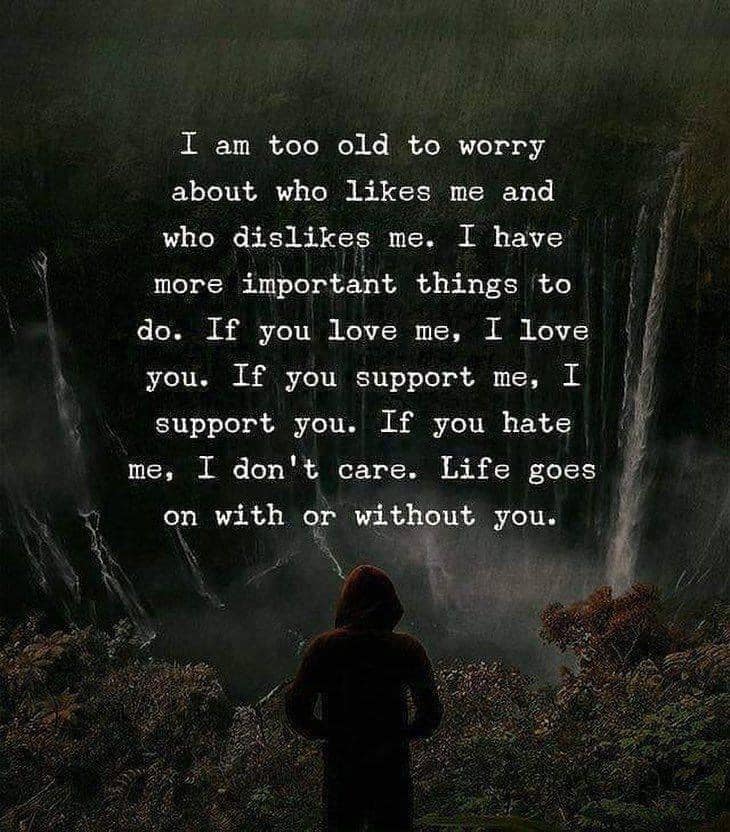 I am too old to worry
about who likes me and
who dislikes me. I have
more important things to
do. If you love me, I love
you. If you support me, I
support you. If you hate
me, I don't care. Life goes
on with or without you.